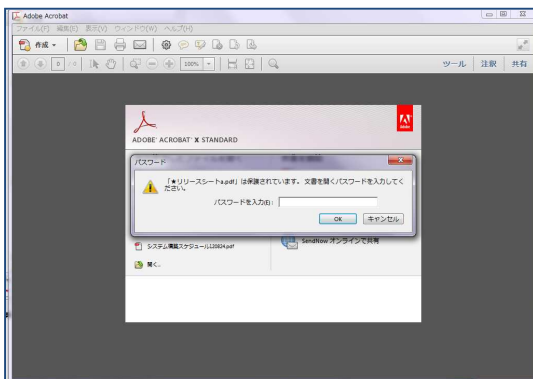 Adobe Acrobat
ファイル(F) 編集(E) 表示(V) ウィンドウ(W) ヘルプ(H)
作成
100%
ツール 注釈 共有
ADOBE® ACROBAT® X STANDARD
Adobe
パスワード
「★リリースシートa.pdf」は保護されています。文書を開くパスワードを入力してく
ださい。
パスワードを入力(E):
OK キャンセル
システム構築スケジュール120824.pdf
SendNow オンラインで共有
開く...